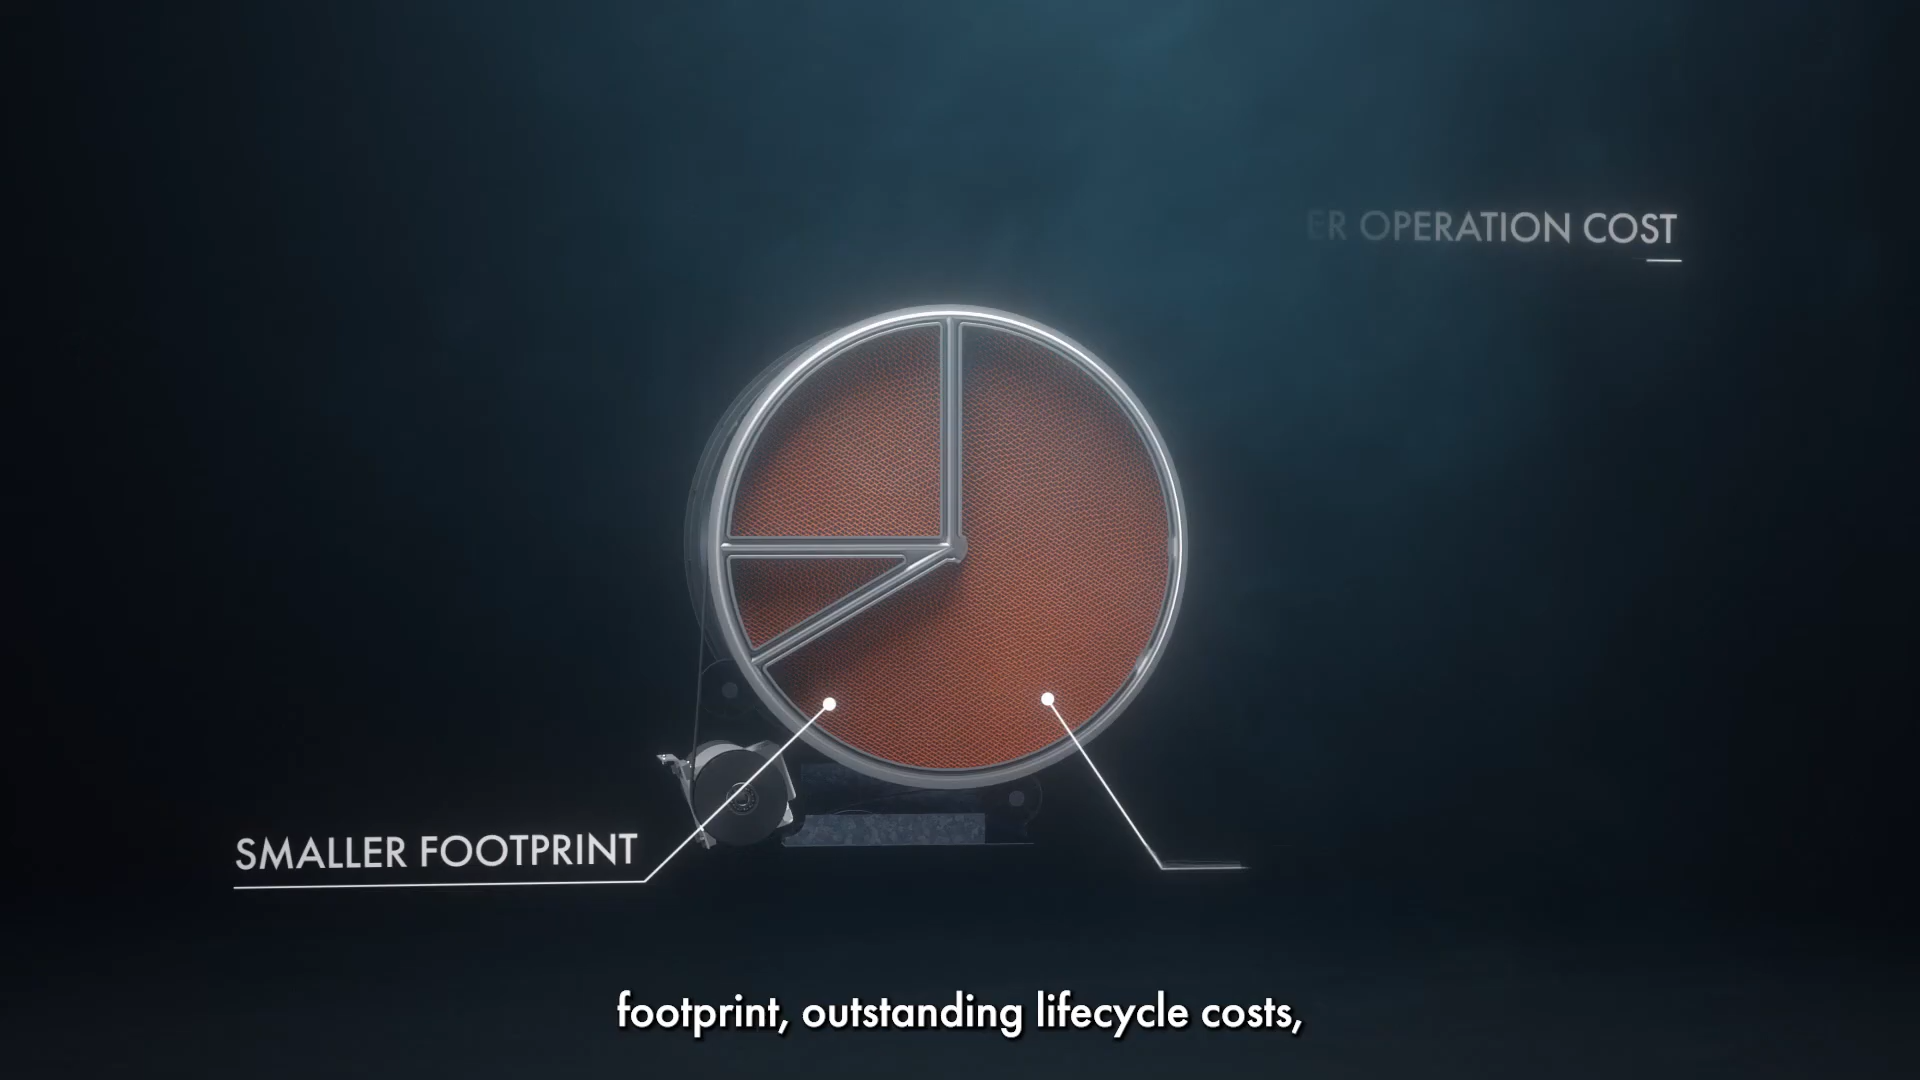 OPERATION COST
SMALLER FOOTPRINT
footprint, outstanding lifecycle costs,